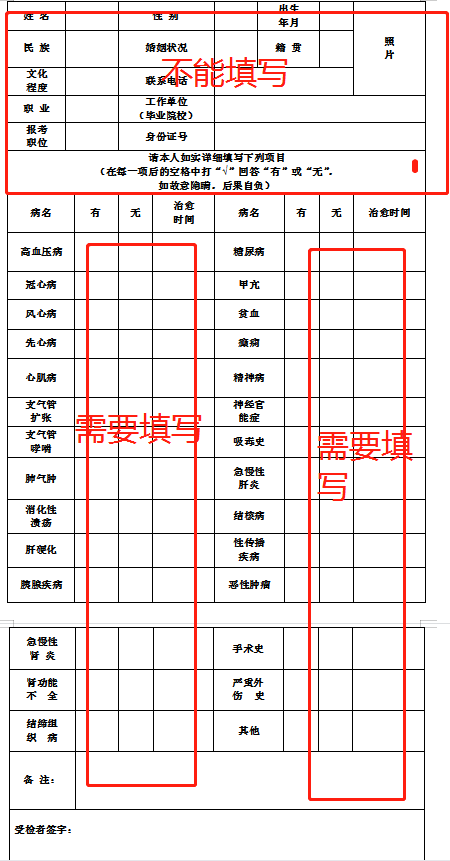 姓 名 性 别 出生年月
不能填写
民 族 婚姻状况 籍 贯 照片
文化程度 联系电话
职 业 工作单位（毕业院校）
报考职位 身份证号
请本人如实详细填写下列项目
（在每一项后的空格中打“√”回答“有”或“无”，
如故意隐瞒，后果自负）
病名 有 无 治愈时间 病名 有 无 治愈时间
高血压病 糖尿病
冠心病 甲亢
风心病 贫血
先心病 癫痫
心肌病 精神病
支气管扩张 神经官能症
需要填写 需要填写
支气管哮喘 吸毒史
肺气肿 急慢性肝炎
消化性溃疡 结核病
肝硬化 性传播疾病
胰腺疾病 恶性肿瘤
急慢性肾 炎 手术史
肾功能不 全 严重外伤 史
结缔组织 病 其他
备 注：
受检者签字：